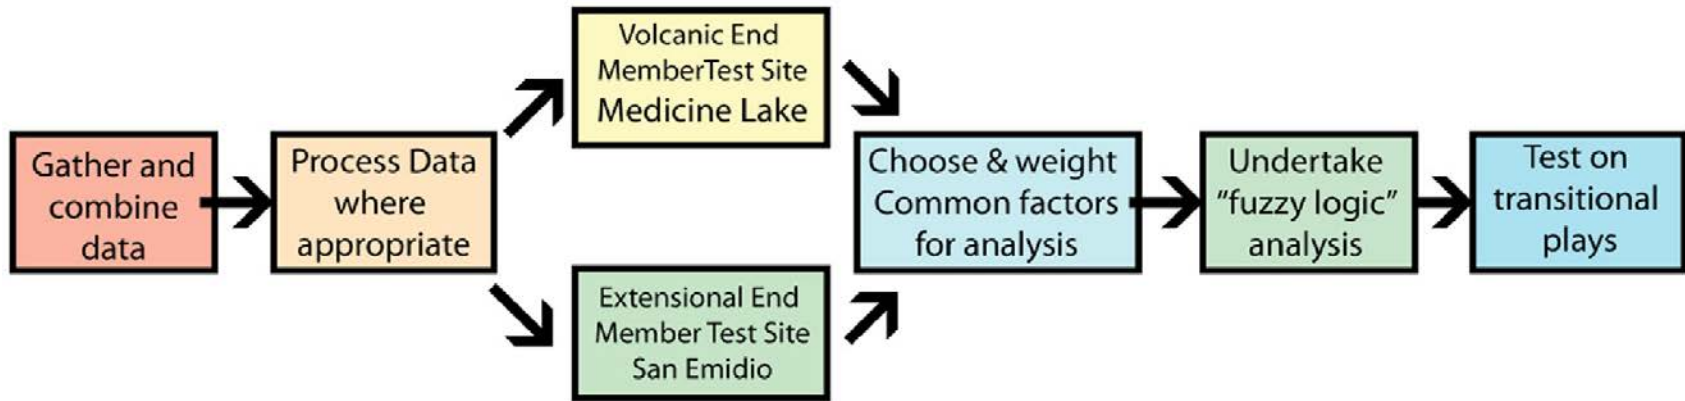 Gather and
combine
data
Process Data
where
appropriate
Volcanic End
MemberTest Site
Medicine Lake
Extensional End
Member Test Site
San Emidio
Choose & weight
Common factors
for analysis
Undertake
“fuzzy logic”
analysis
Test on
transitional
plays